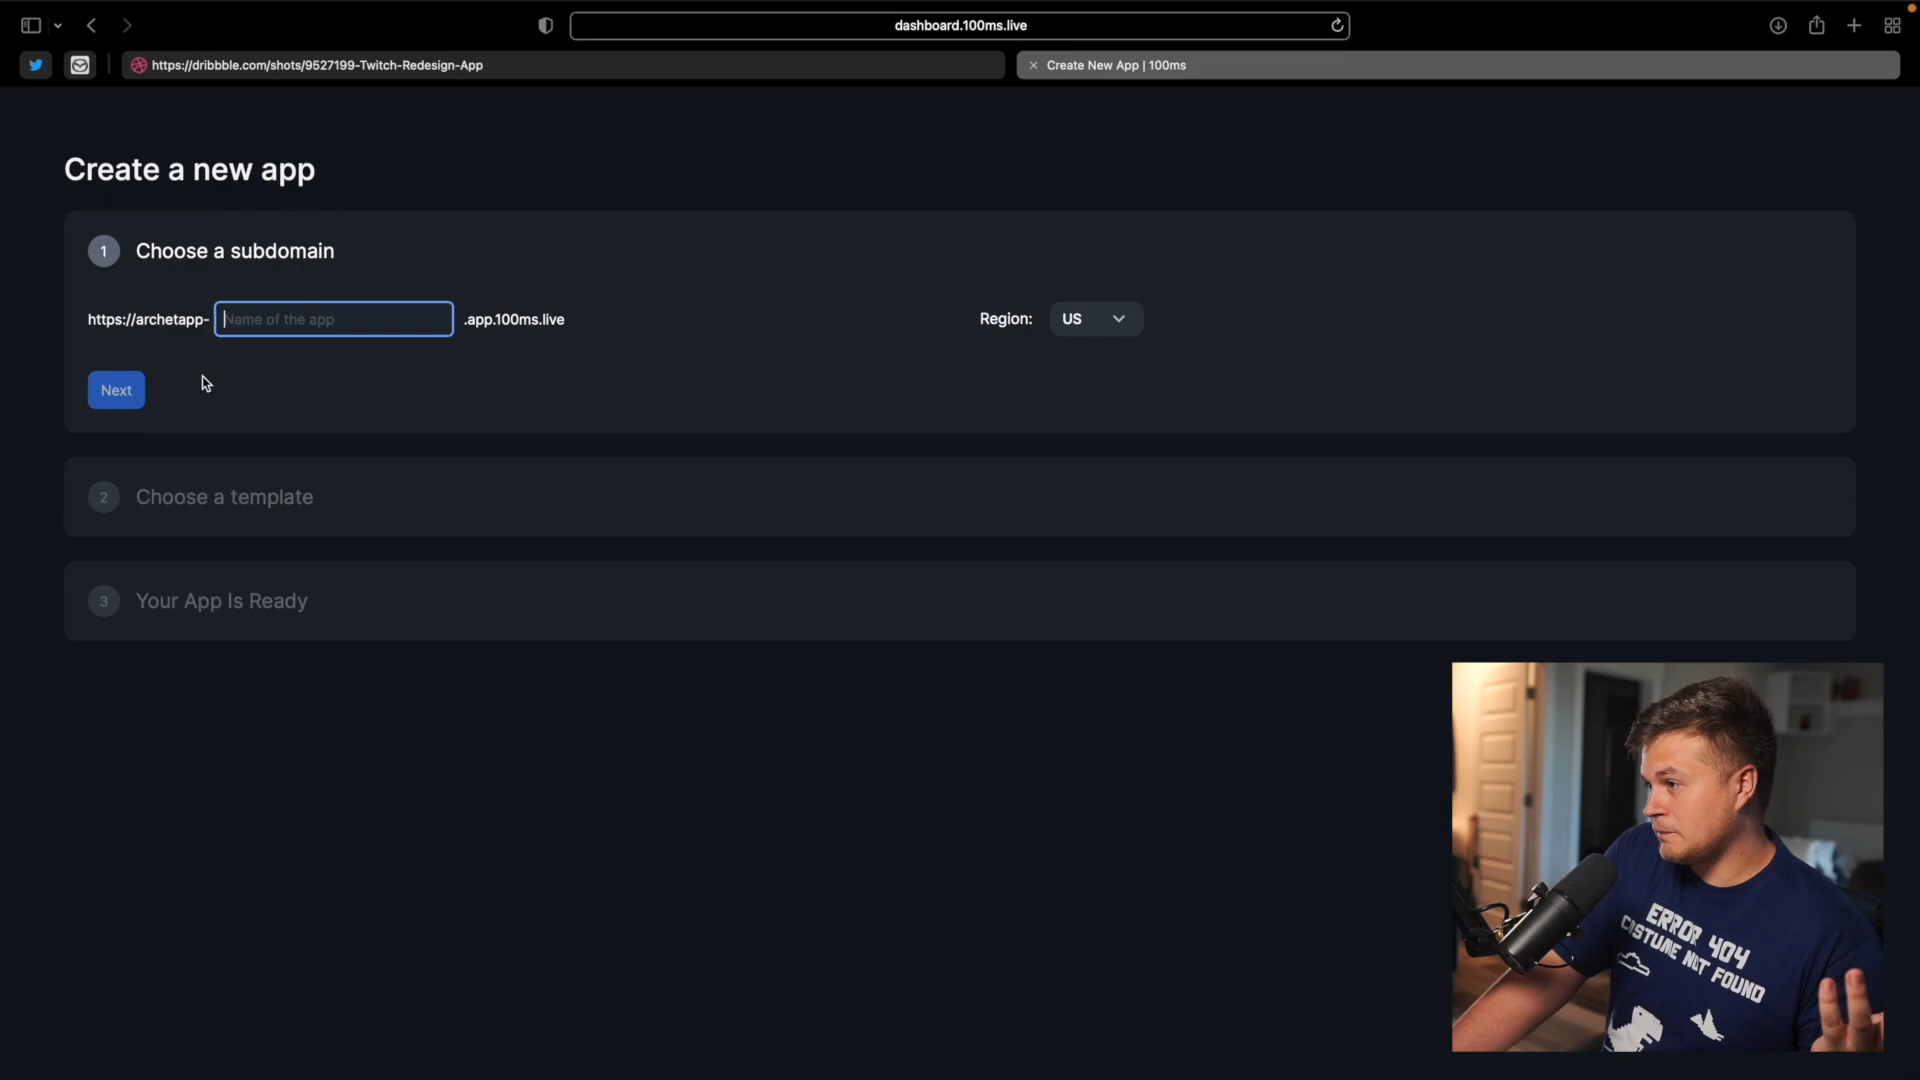 dashboard.100ms.live
https://dribbble.com/shots/9527199-Twitch-Redesign-App
Create New App | 100ms
Create a new app
1 Choose a subdomain
https://archetapp- Name of the app .app.100ms.live
Region: US
Next
2 Choose a template
3 Your App Is Ready
ERROR 404
COSTUME NOT FOUND